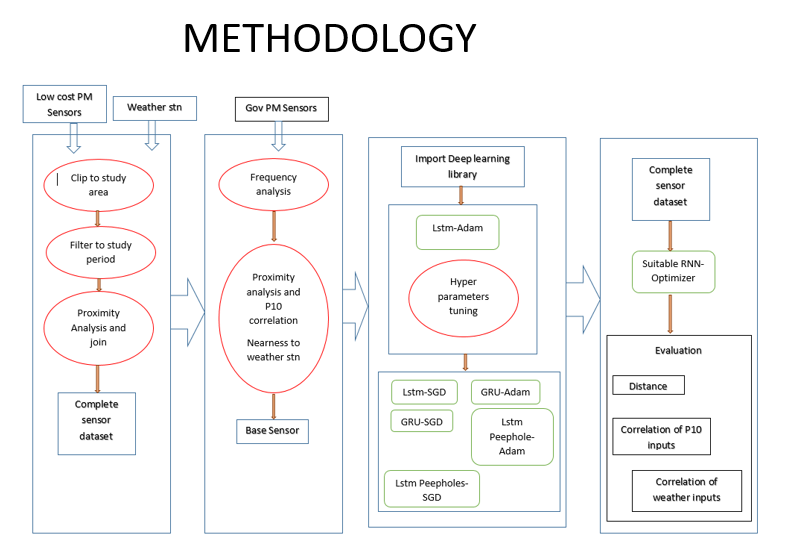 METHODOLOGY
Low cost PM
Sensors
Weather stn
Clip to study
area
Filter to study
period
Proximity
Analysis and
join
Complete
sensor
dataset
Gov PM Sensors
Frequency
analysis
Proximity
analysis and
P10
correlation
Nearness to
weather stn
Base Sensor
Import Deep learning
library
Lstm-Adam
Hyper
parameters
tuning
Lstm-SGD
GRU-Adam
GRU-SGD
Lstm
Peephole-
Adam
Lstm Peepholes-
SGD
Complete
sensor
dataset
Suitable RNN-
Optimizer
Evaluation
Distance
Correlation of P10
inputs
Correlation of
weather inputs